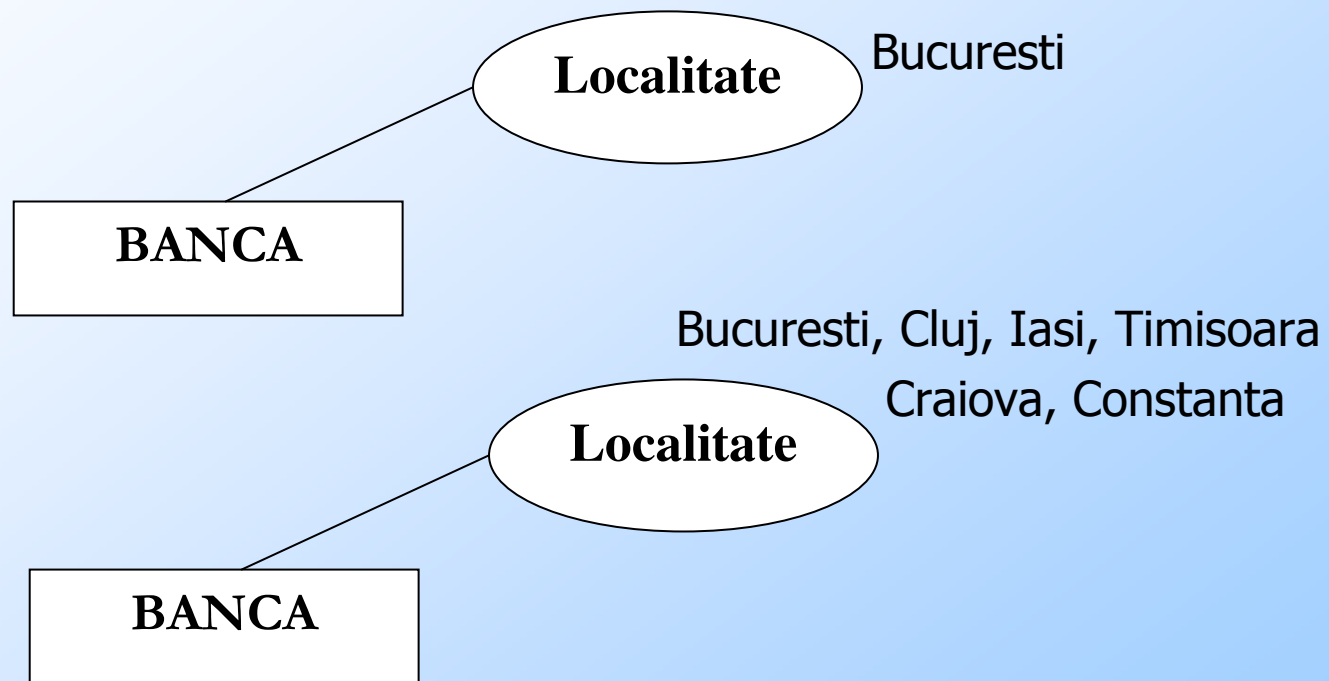 Localitate
Bucuresti
BANCA
Bucuresti, Cluj, Iasi, Timisoara
Craiova, Constanta
Localitate
BANCA